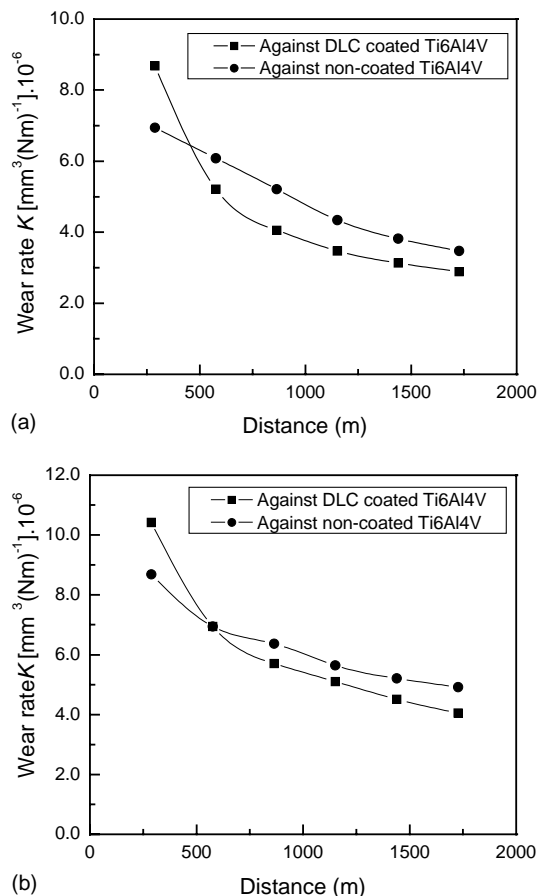 10.0
8.0
6.0
4.0
2.0
0.0
Wear rate K [mm³(Nm)⁻¹].10⁻⁶
Against DLC coated Ti6Al4V
Against non-coated Ti6Al4V
0 500 1000 1500 2000
Distance (m)
(a)
12.0
10.0
8.0
6.0
4.0
2.0
0.0
Wear rateK [mm³(Nm)⁻¹].10⁻⁶
Against DLC coated Ti6Al4V
Against non-coated Ti6Al4V
0 500 1000 1500 2000
Distance (m)
(b)